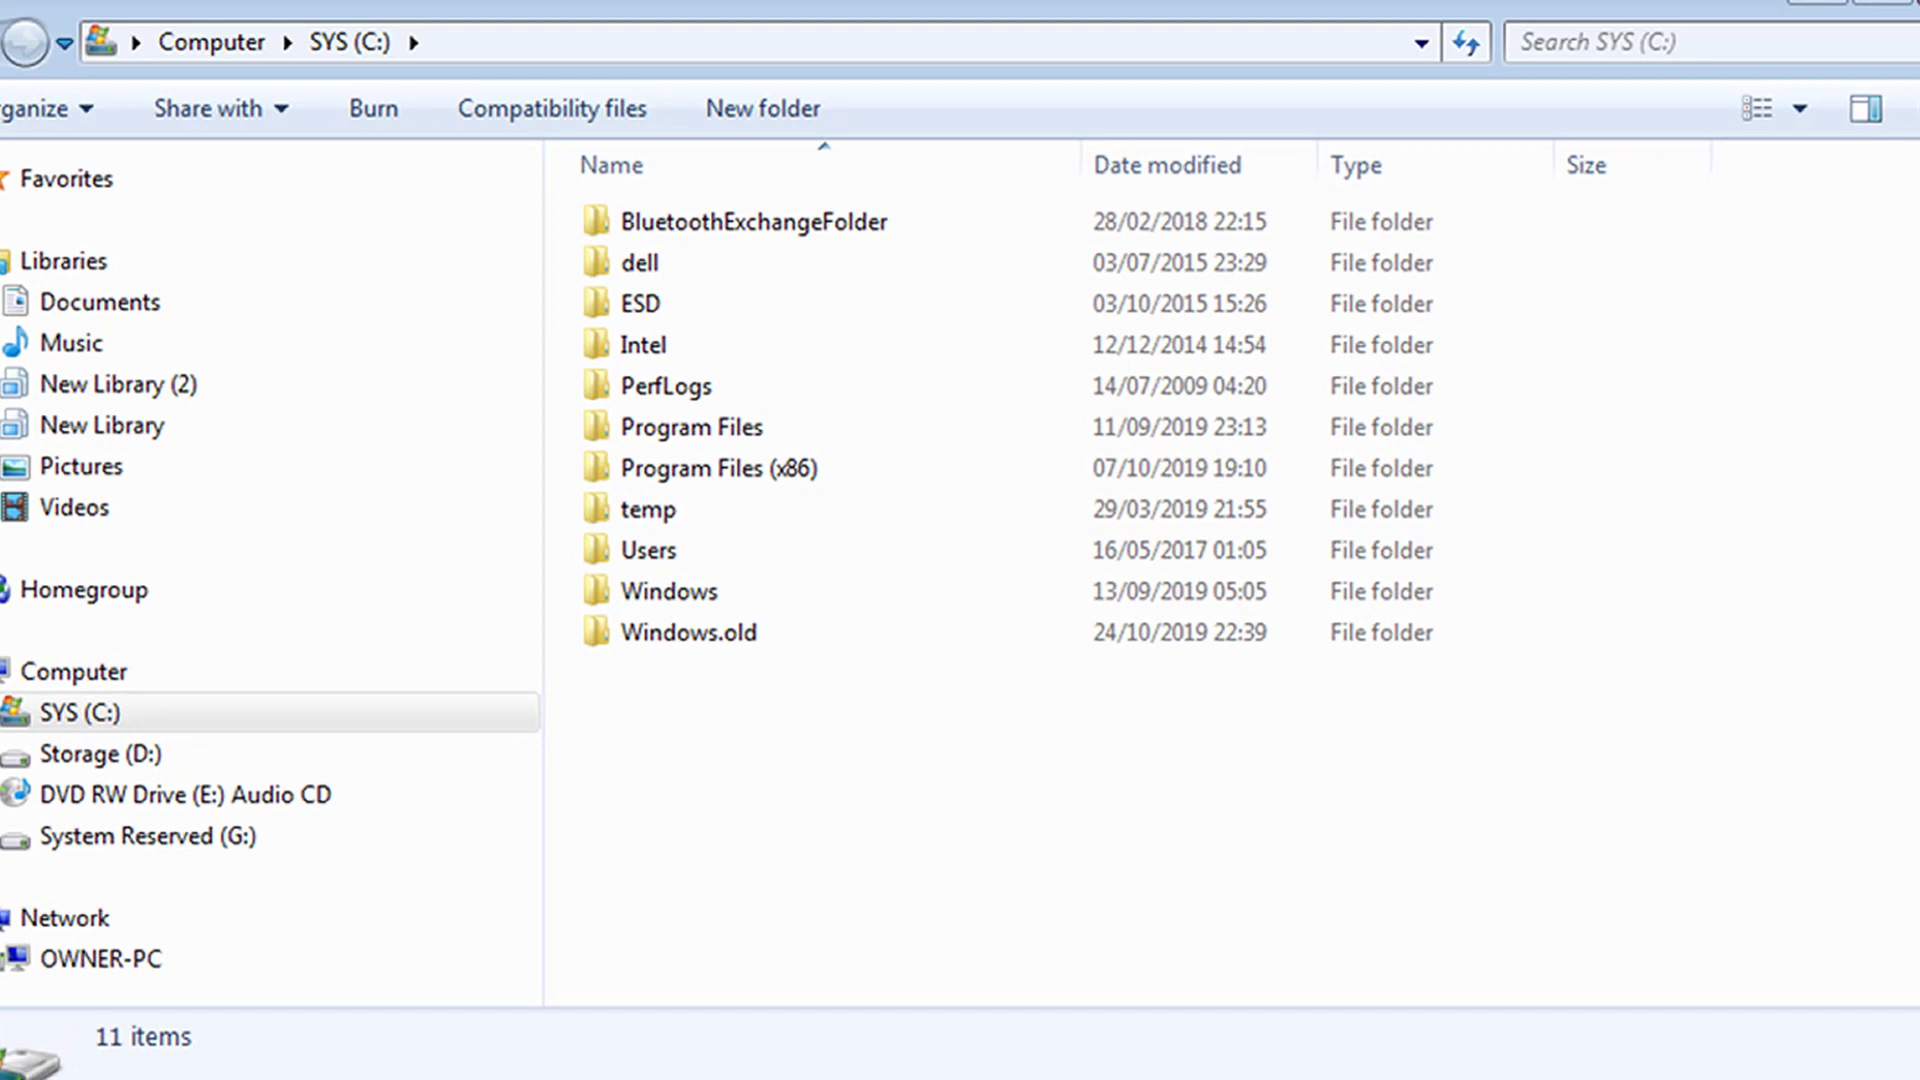 Computer SYS (C:)
Search SYS (C:)
rganize Share with Burn Compatibility files New folder
Favorites
Libraries
Documents
Music
New Library (2)
New Library
Pictures
Videos
Homegroup
Computer
SYS (C:)
Storage (D:)
DVD RW Drive (E:) Audio CD
System Reserved (G:)
Network
OWNER-PC
Name Date modified Type Size
BluetoothExchangeFolder 28/02/2018 22:15 File folder
dell 03/07/2015 23:29 File folder
ESD 03/10/2015 15:26 File folder
Intel 12/12/2014 14:54 File folder
PerfLogs 14/07/2009 04:20 File folder
Program Files 11/09/2019 23:13 File folder
Program Files (x86) 07/10/2019 19:10 File folder
temp 29/03/2019 21:55 File folder
Users 16/05/2017 01:05 File folder
Windows 13/09/2019 05:05 File folder
Windows.old 24/10/2019 22:39 File folder
11 items